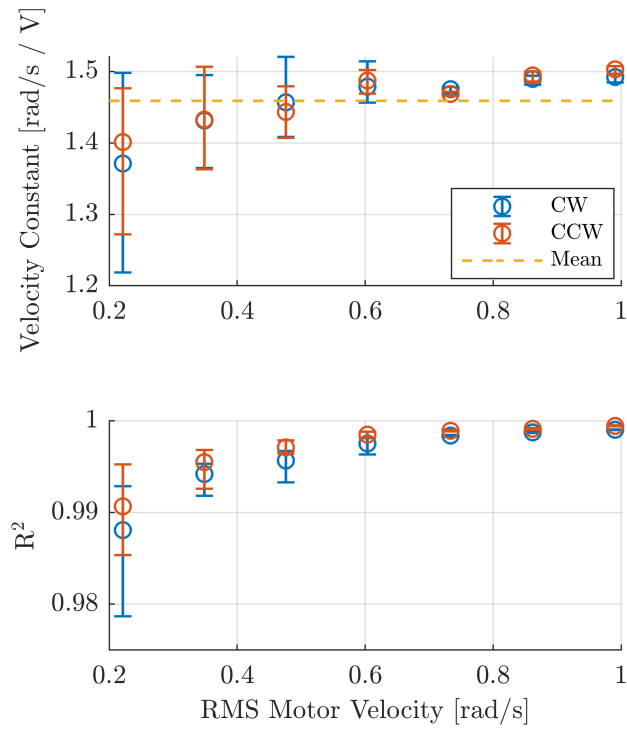 Velocity Constant [rad/s / V]
1.5
1.4
1.3
1.2
0.2 0.4 0.6 0.8 1
CW
CCW
Mean
R²
1
0.99
0.98
0.2 0.4 0.6 0.8 1
RMS Motor Velocity [rad/s]